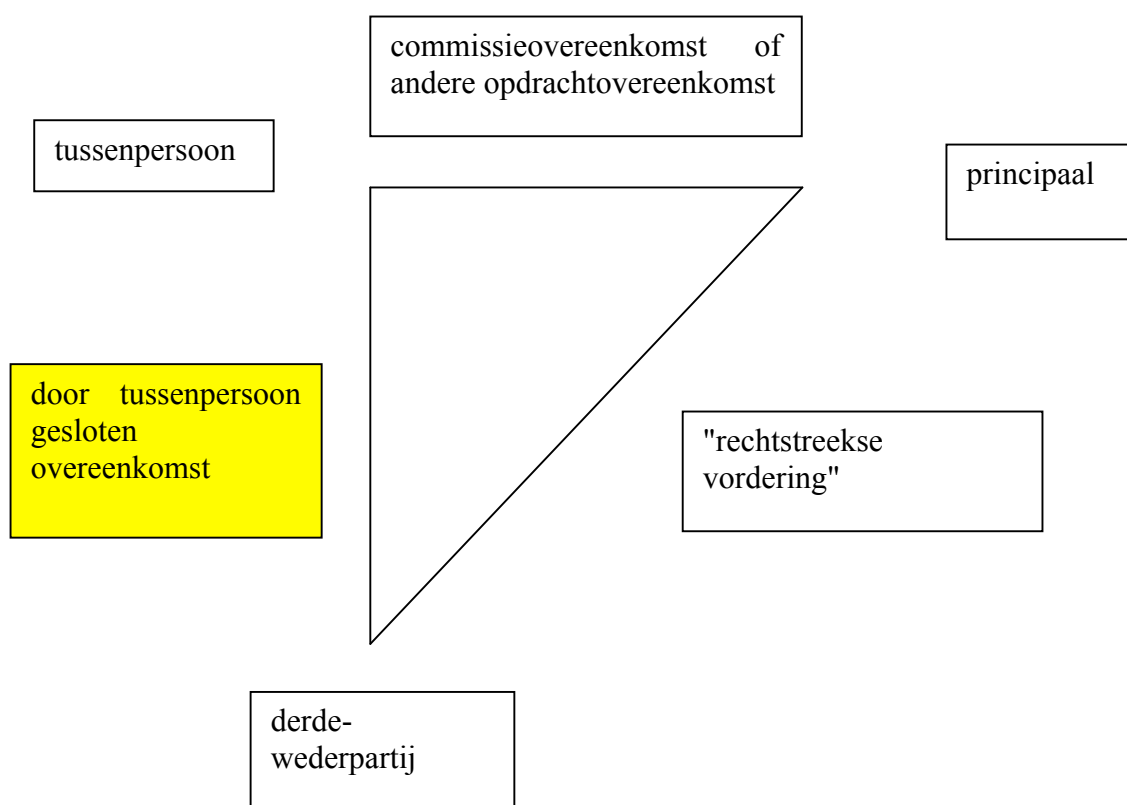 commissieovereenkomst of
andere opdrachtovereenkomst
tussenpersoon
principaal
door tussenpersoon
gesloten
overeenkomst
"rechtstreekse
vordering"
derde-
wederpartij